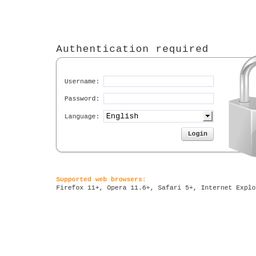 Authentication required
Username:
Password:
Language: English
Login
Supported web browsers:
Firefox 11+, Opera 11.6+, Safari 5+, Internet Explo